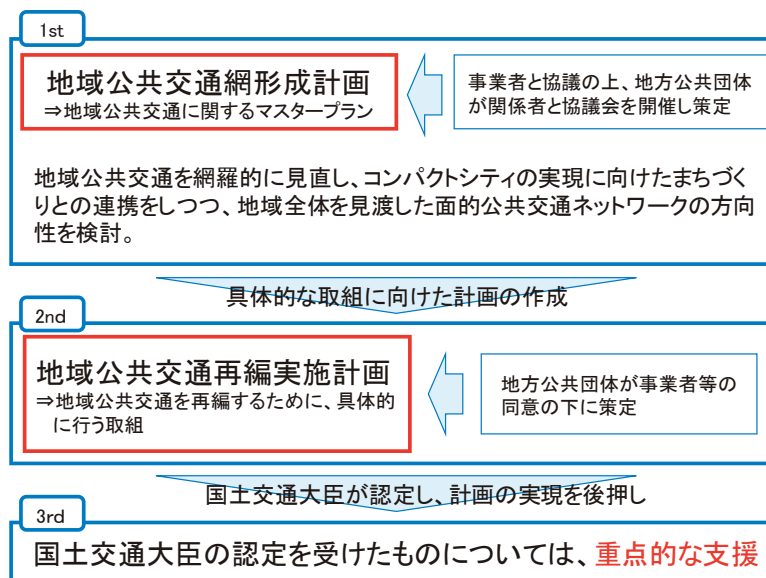 1st
地域公共交通網形成計画
⇒地域公共交通に関するマスタープラン
事業者と協議の上、地方公共団体
が関係者と協議会を開催し策定
地域公共交通を網羅的に見直し、コンパクトシティの実現に向けたまちづく
りとの連携をしつつ、地域全体を見渡した面的公共交通ネットワークの方向
性を検討。
具体的な取組に向けた計画の作成
2nd
地域公共交通再編実施計画
⇒地域公共交通を再編するために、具体的
に行う取組
地方公共団体が事業者等の
同意の下に策定
国土交通大臣が認定し、計画の実現を後押し
3rd
国土交通大臣の認定を受けたものについては、重点的な支援